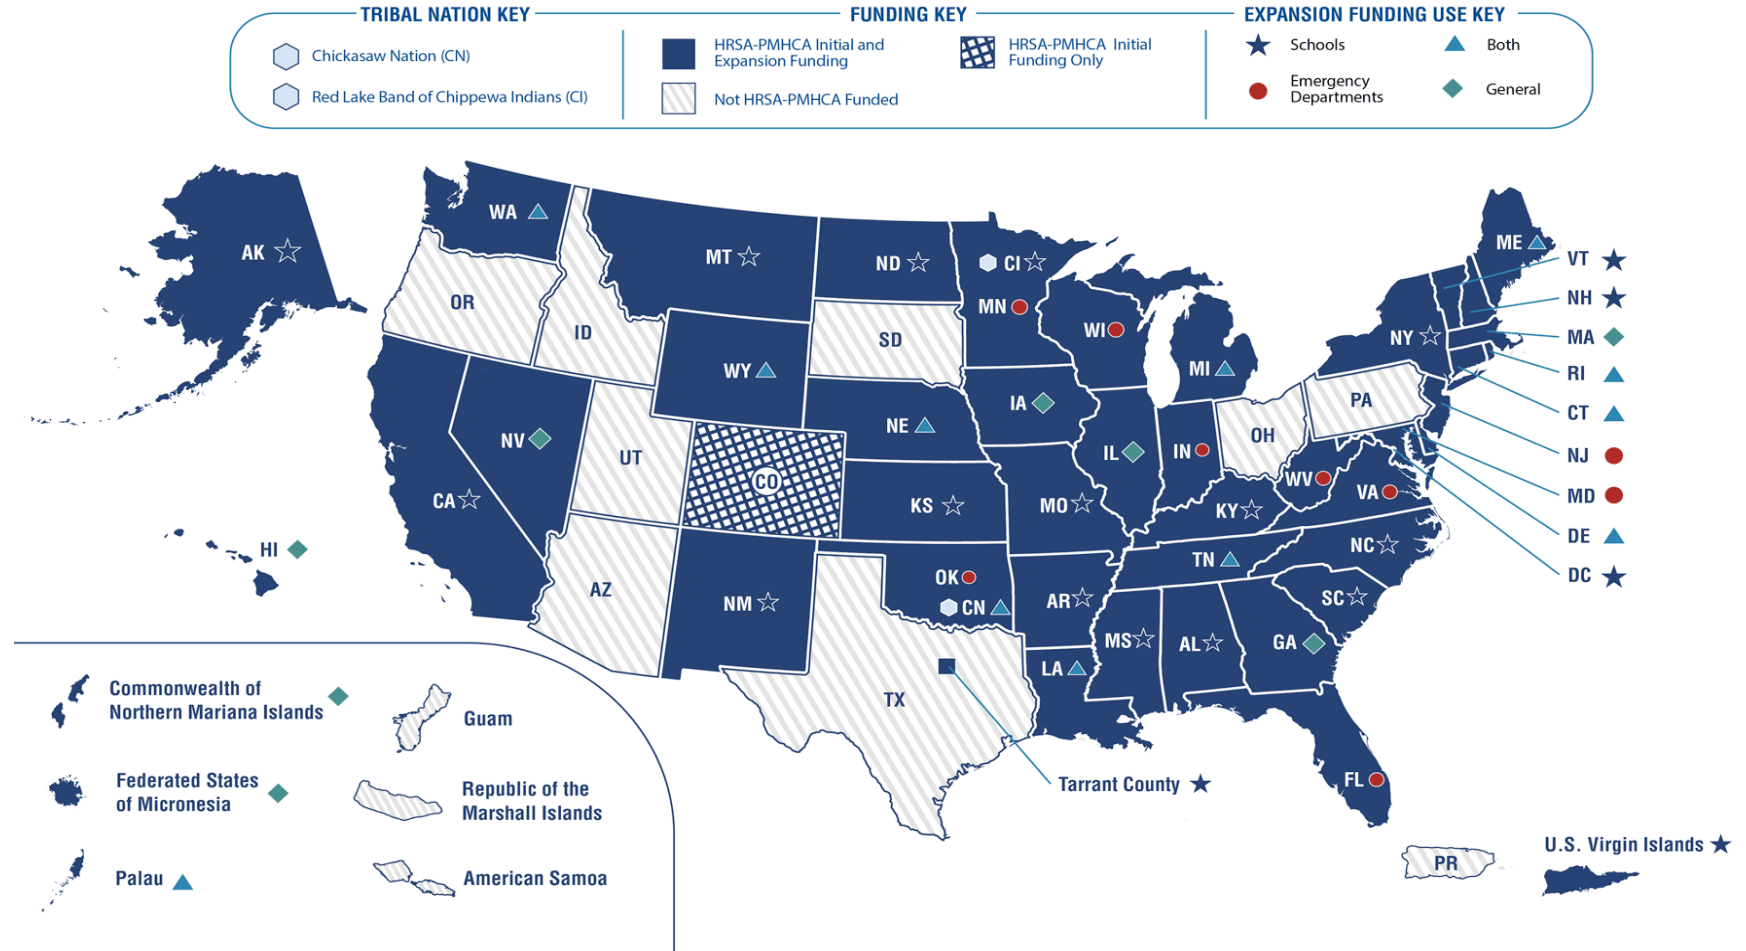 TRIBAL NATION KEY
Chickasaw Nation (CN)
Red Lake Band of Chippewa Indians (CI)
FUNDING KEY
HRSA-PMHCA Initial and
Expansion Funding
HRSA-PMHCA Initial
Funding Only
Not HRSA-PMHCA Funded
EXPANSION FUNDING USE KEY
Schools
Both
Emergency
Departments
General
AK
WA
OR
ID
MT
ND
CI
MN
SD
WY
WI
MI
NY
ME
VT
NH
MA
RI
CT
NJ
MD
DE
DC
PA
OH
NV
UT
CO
NE
IA
IL
IN
WV
VA
CA
KS
MO
KY
NC
TN
HI
AZ
NM
OK
CN
AR
SC
MS
AL
GA
LA
TX
FL
Tarrant County
Commonwealth of
Northern Mariana Islands
Guam
Federated States
of Micronesia
Republic of the
Marshall Islands
Palau
American Samoa
PR
U.S. Virgin Islands